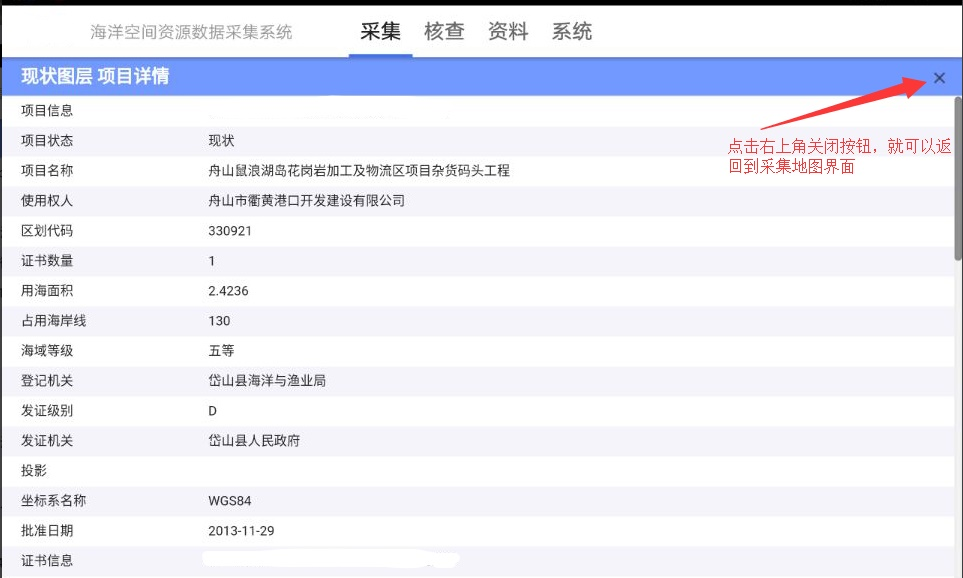 海洋空间资源数据采集系统 采集 核查 资料 系统
现状图层 项目详情
项目信息
项目状态 现状
点击右上角关闭按钮，就可以返
回到采集地图界面
项目名称 舟山鼠浪湖岛花岗岩加工及物流区项目杂货码头工程
使用权人 舟山市衢黄港口开发建设有限公司
区划代码 330921
证书数量 1
用海面积 2.4236
占用海岸线 130
海域等级 五等
登记机关 岱山县海洋与渔业局
发证级别 D
发证机关 岱山县人民政府
投影
坐标系名称 WGS84
批准日期 2013-11-29
证书信息